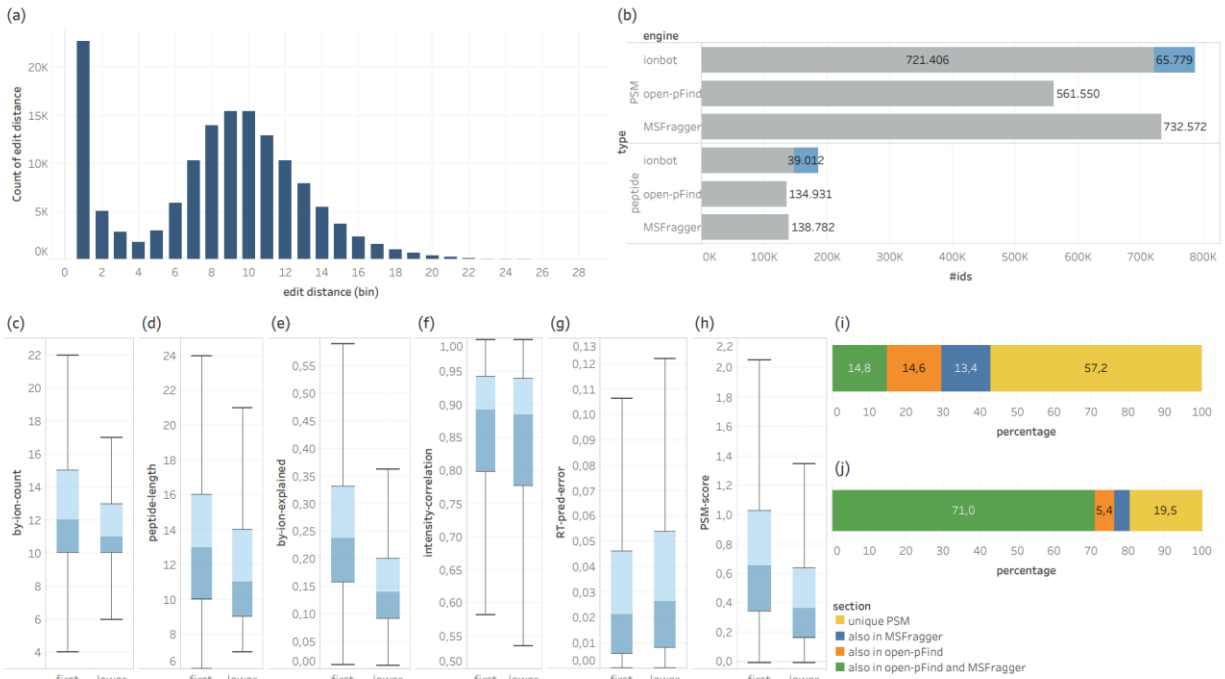 (a)
Count of edit distance
20K
15K
10K
5K
0K
0 2 4 6 8 10 12 14 16 18 20 22 24 26 28
edit distance (bin)
(b)
engine
type
PSM
ionbot 721.406 65.779
open-pFind 561.550
MSFragger 732.572
peptide
ionbot 39.012
open-pFind 134.931
MSFragger 138.782
0K 100K 200K 300K 400K 500K 600K 700K 800K
#ids
(c)
by-ion-count
22
20
18
16
14
12
10
8
6
4
first lower
(d)
peptide-length
24
22
20
18
16
14
12
10
8
6
first lower
(e)
by-ion-explained
0,55
0,50
0,45
0,40
0,35
0,30
0,25
0,20
0,15
0,10
0,05
0,00
first lower
(f)
intensity-correlation
1,00
0,95
0,90
0,85
0,80
0,75
0,70
0,65
0,60
0,55
0,50
first lower
(g)
RT-pred-error
0,13
0,12
0,11
0,10
0,09
0,08
0,07
0,06
0,05
0,04
0,03
0,02
0,01
0,00
first lower
(h)
PSM-score
2,2
2,0
1,8
1,6
1,4
1,2
1,0
0,8
0,6
0,4
0,2
0,0
first lower
(i)
14,8 14,6 13,4 57,2
0 10 20 30 40 50 60 70 80 90 100
percentage
(j)
71,0 5,4 19,5
0 10 20 30 40 50 60 70 80 90 100
percentage
section
unique PSM
also in MSFragger
also in open-pFind
also in open-pFind and MSFragger